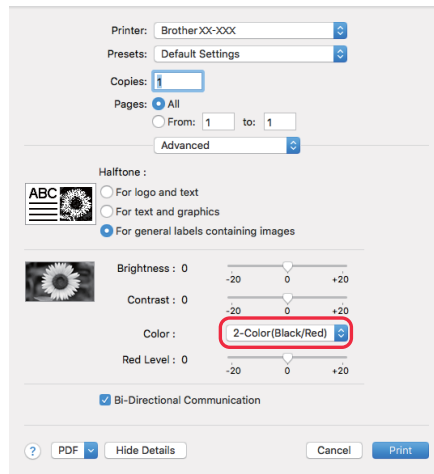 Printer: Brother XX-XXX
Presets: Default Settings
Copies: 1
Pages: All
From: 1 to: 1
Advanced
Halftone :
ABC
For logo and text
For text and graphics
For general labels containing images
Brightness : 0
-20 0 +20
Contrast : 0
-20 0 +20
Color : 2-Color(Black/Red)
Red Level : 0
-20 0 +20
Bi-Directional Communication
? PDF Hide Details Cancel Print